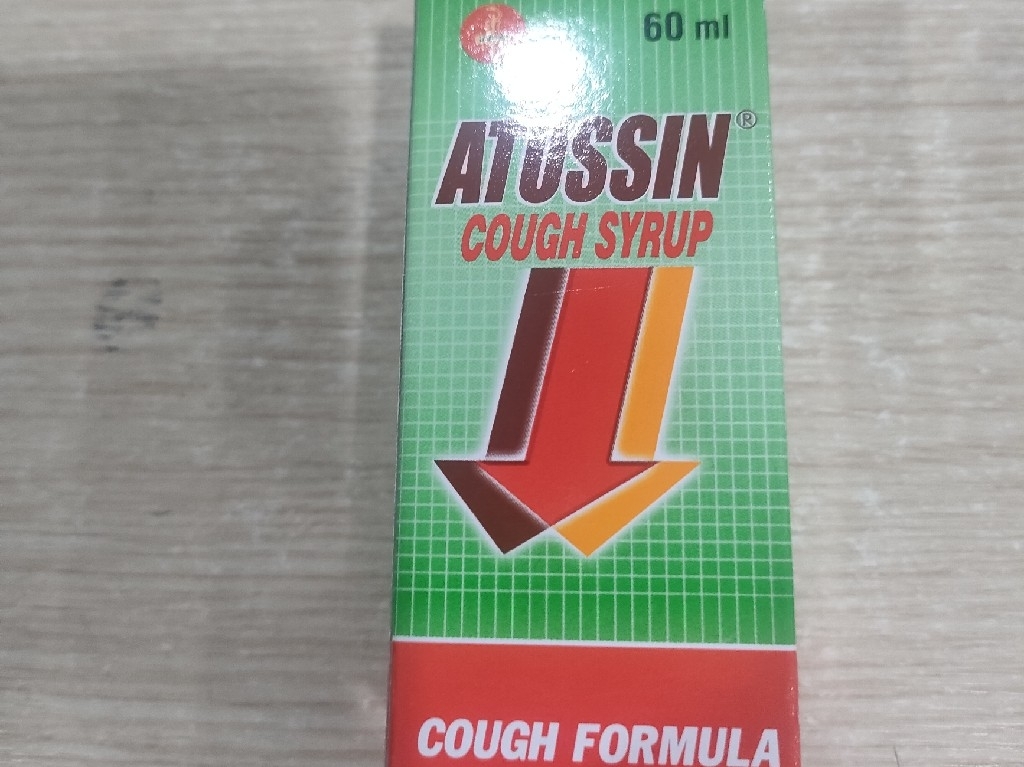 60 ml
ATUSSIN®
COUGH SYRUP
COUGH FORMULA